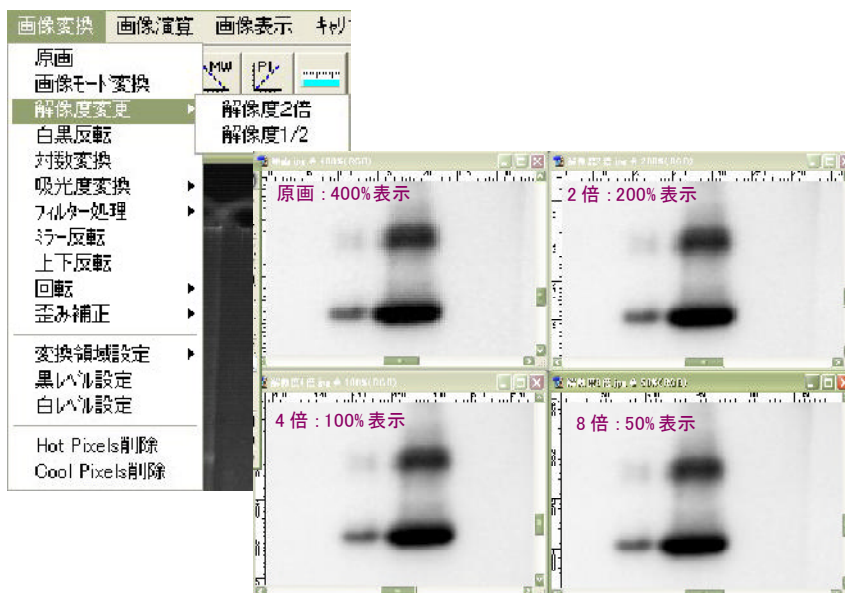 画像変換 画像演算 画像表示 ｷｬﾘﾌ
MW PI
原画
画像ﾓｰﾄﾞ変換
解像度変更
解像度2倍
解像度1/2
白黒反転
対数変換
吸光度変換
ﾌｨﾙﾀｰ処理
ﾐﾗｰ反転
上下反転
回転
歪み補正
変換領域設定
黒ﾚﾍﾞﾙ設定
白ﾚﾍﾞﾙ設定
Hot Pixels削除
Cool Pixels削除
原画：400%表示
2倍：200%表示
4倍：100%表示
8倍：50%表示